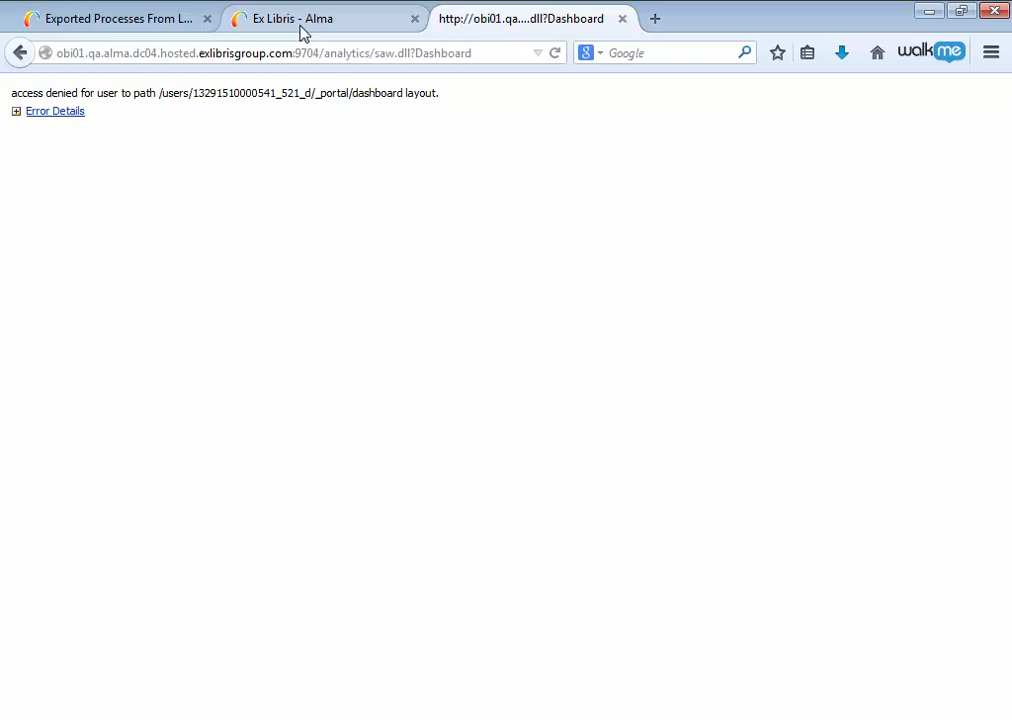 Exported Processes From L...
Ex Libris - Alma
http://obi01.qa....dll?Dashboard
obi01.qa.alma.dc04.hosted.exlibrisgroup.com:9704/analytics/saw.dll?Dashboard
8
Google
walkme
access denied for user to path /users/13291510000541_521_d/_portal/dashboard layout.
Error Details